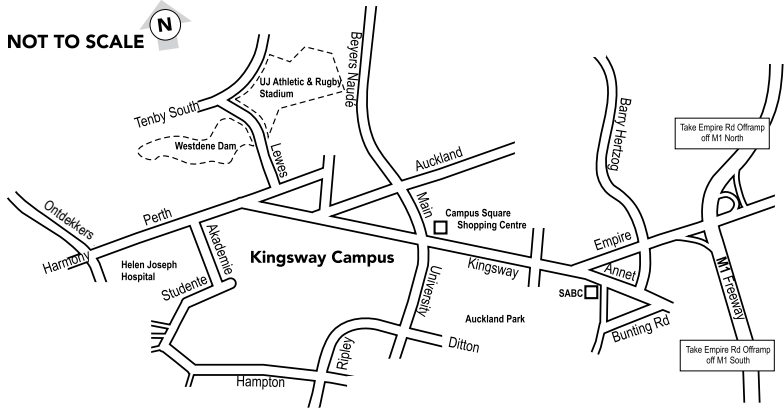 N
NOT TO SCALE
Beyers Naudé
UJ Athletic & Rugby
Stadium
Tenby South
Westdene Dam
Lewes
Barry Hertzog
Take Empire Rd Offramp
off M1 North
Auckland
Main
Campus Square
Shopping Centre
Ontdekkers
Perth
Akademie
Harmony
Helen Joseph
Hospital
Kingsway Campus
Studente
Kingsway
Empire
Annet
M1 Freeway
University
SABC
Auckland Park
Bunting Rd
Ditton
Ripley
Hampton
Take Empire Rd Offramp
off M1 South